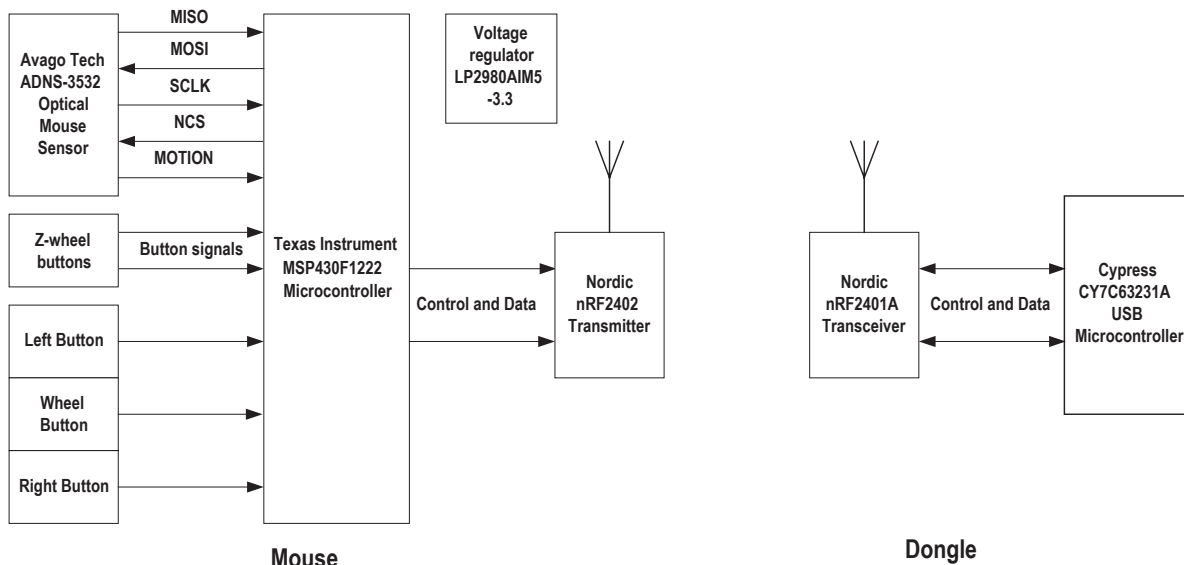 MISO
MOSI
SCLK
NCS
MOTION
Avago Tech
ADNS-3532
Optical
Mouse
Sensor
Z-wheel
buttons
Button signals
Left Button
Wheel
Button
Right Button
Texas Instrument
MSP430F1222
Microcontroller
Voltage
regulator
LP2980AIM5
-3.3
Control and Data
Nordic
nRF2402
Transmitter
Nordic
nRF2401A
Transceiver
Control and Data
Cypress
CY7C63231A
USB
Microcontroller
Mouse
Dongle